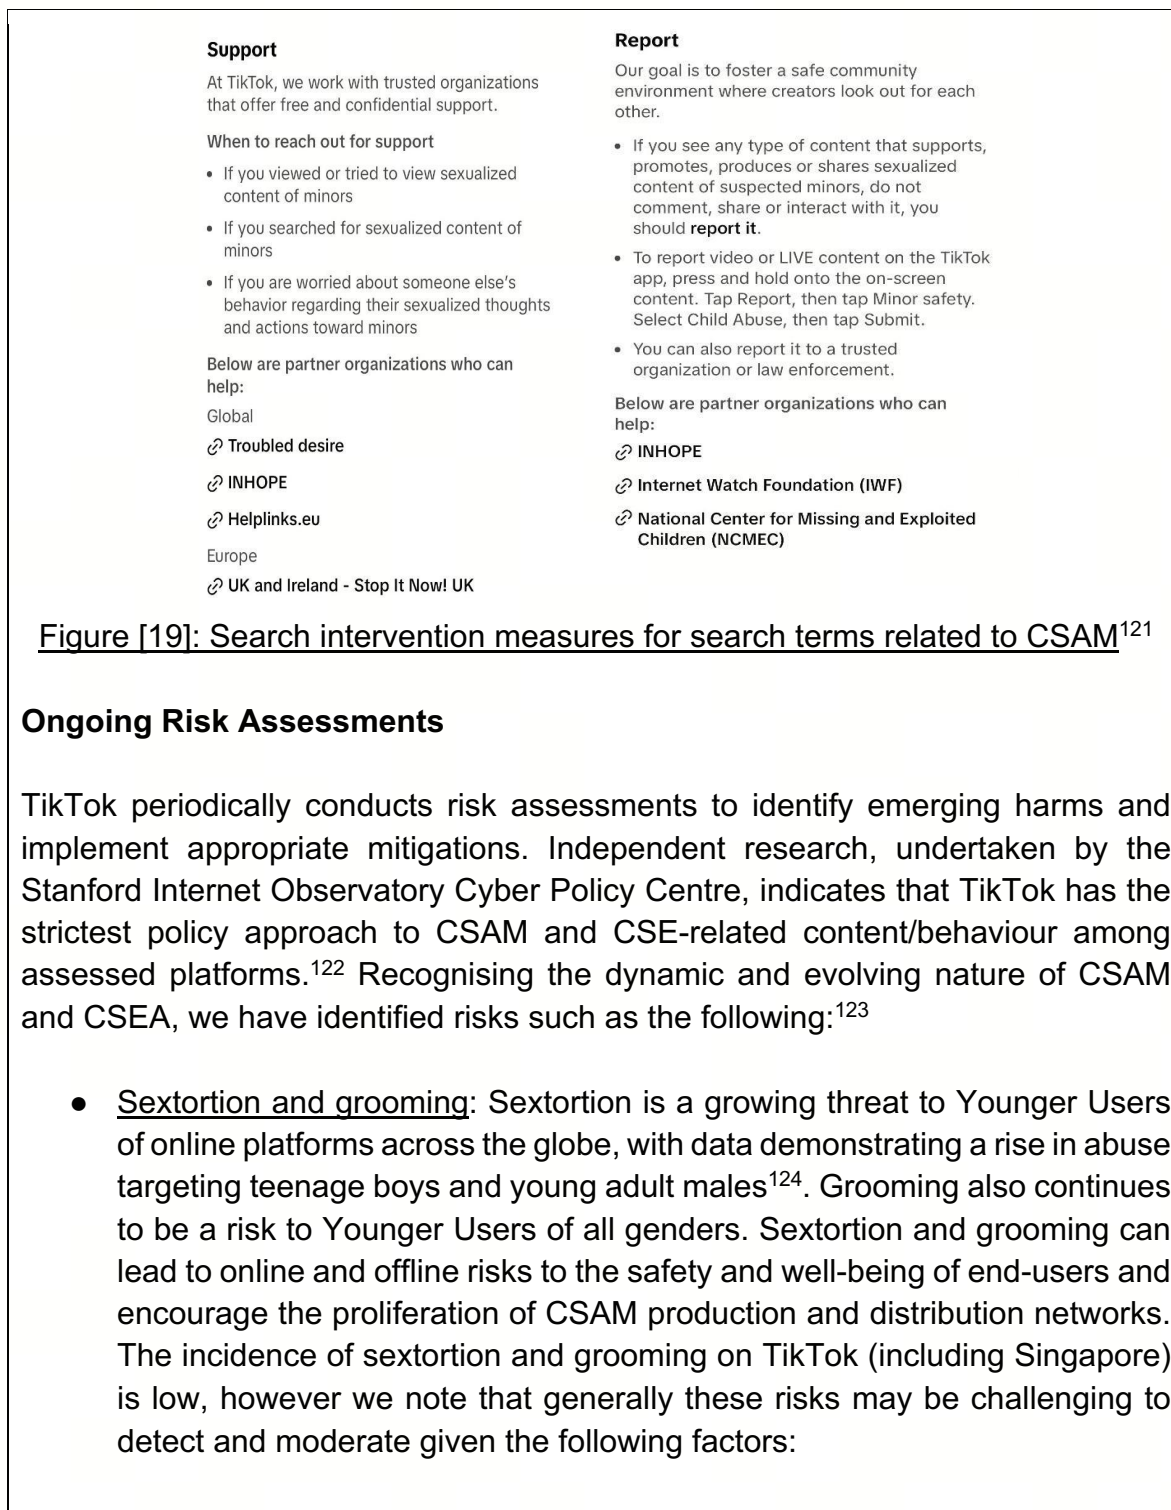 Support
At TikTok, we work with trusted organizations
that offer free and confidential support.
When to reach out for support
• If you viewed or tried to view sexualized
content of minors
• If you searched for sexualized content of
minors
• If you are worried about someone else's
behavior regarding their sexualized thoughts
and actions toward minors
Below are partner organizations who can
help:
Global
Troubled desire
INHOPE
Helplinks.eu
Europe
UK and Ireland - Stop It Now! UK
Report
Our goal is to foster a safe community
environment where creators look out for each
other.
• If you see any type of content that supports,
promotes, produces or shares sexualized
content of suspected minors, do not
comment, share or interact with it, you
should report it.
• To report video or LIVE content on the TikTok
app, press and hold onto the on-screen
content. Tap Report, then tap Minor safety.
Select Child Abuse, then tap Submit.
• You can also report it to a trusted
organization or law enforcement.
Below are partner organizations who can
help:
INHOPE
Internet Watch Foundation (IWF)
National Center for Missing and Exploited
Children (NCMEC)
Figure [19]: Search intervention measures for search terms related to CSAM121
Ongoing Risk Assessments
TikTok periodically conducts risk assessments to identify emerging harms and
implement appropriate mitigations. Independent research, undertaken by the
Stanford Internet Observatory Cyber Policy Centre, indicates that TikTok has the
strictest policy approach to CSAM and CSE-related content/behaviour among
assessed platforms.122 Recognising the dynamic and evolving nature of CSAM
and CSEA, we have identified risks such as the following:123
● Sextortion and grooming: Sextortion is a growing threat to Younger Users
of online platforms across the globe, with data demonstrating a rise in abuse
targeting teenage boys and young adult males124. Grooming also continues
to be a risk to Younger Users of all genders. Sextortion and grooming can
lead to online and offline risks to the safety and well-being of end-users and
encourage the proliferation of CSAM production and distribution networks.
The incidence of sextortion and grooming on TikTok (including Singapore)
is low, however we note that generally these risks may be challenging to
detect and moderate given the following factors: